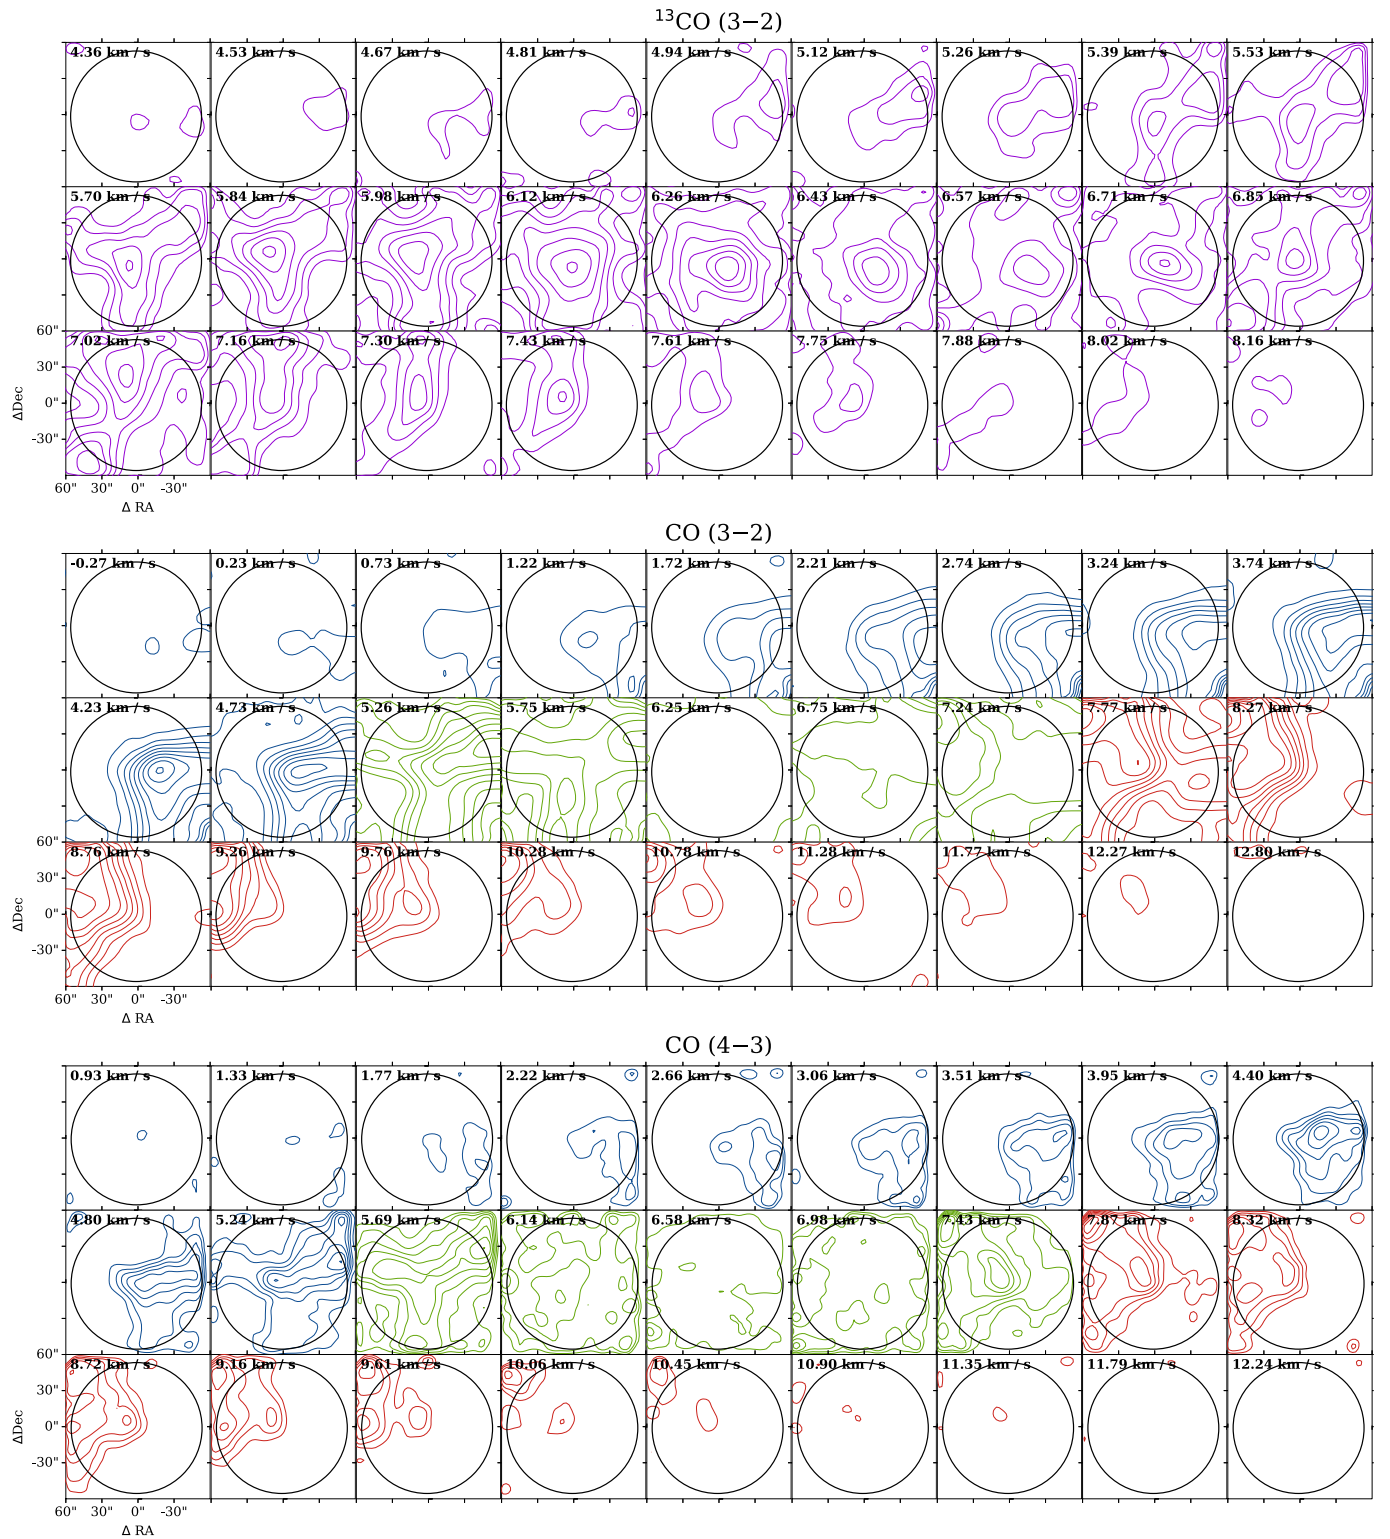 ¹³CO (3−2)
4.36 km / s 4.53 km / s 4.67 km / s 4.81 km / s 4.94 km / s 5.12 km / s 5.26 km / s 5.39 km / s 5.53 km / s
5.70 km / s 5.84 km / s 5.98 km / s 6.12 km / s 6.26 km / s 6.43 km / s 6.57 km / s 6.71 km / s 6.85 km / s
60"
7.02 km / s 7.16 km / s 7.30 km / s 7.43 km / s 7.61 km / s 7.75 km / s 7.88 km / s 8.02 km / s 8.16 km / s
30"
0"
-30"
ΔDec
60" 30" 0" -30"
Δ RA
CO (3−2)
-0.27 km / s 0.23 km / s 0.73 km / s 1.22 km / s 1.72 km / s 2.21 km / s 2.74 km / s 3.24 km / s 3.74 km / s
4.23 km / s 4.73 km / s 5.26 km / s 5.75 km / s 6.25 km / s 6.75 km / s 7.24 km / s 7.77 km / s 8.27 km / s
60"
8.76 km / s 9.26 km / s 9.76 km / s 10.28 km / s 10.78 km / s 11.28 km / s 11.77 km / s 12.27 km / s 12.80 km / s
30"
0"
-30"
ΔDec
60" 30" 0" -30"
Δ RA
CO (4−3)
0.93 km / s 1.33 km / s 1.77 km / s 2.22 km / s 2.66 km / s 3.06 km / s 3.51 km / s 3.95 km / s 4.40 km / s
4.80 km / s 5.24 km / s 5.69 km / s 6.14 km / s 6.58 km / s 6.98 km / s 7.43 km / s 7.87 km / s 8.32 km / s
60"
8.72 km / s 9.16 km / s 9.61 km / s 10.06 km / s 10.45 km / s 10.90 km / s 11.35 km / s 11.79 km / s 12.24 km / s
30"
0"
-30"
ΔDec
60" 30" 0" -30"
Δ RA